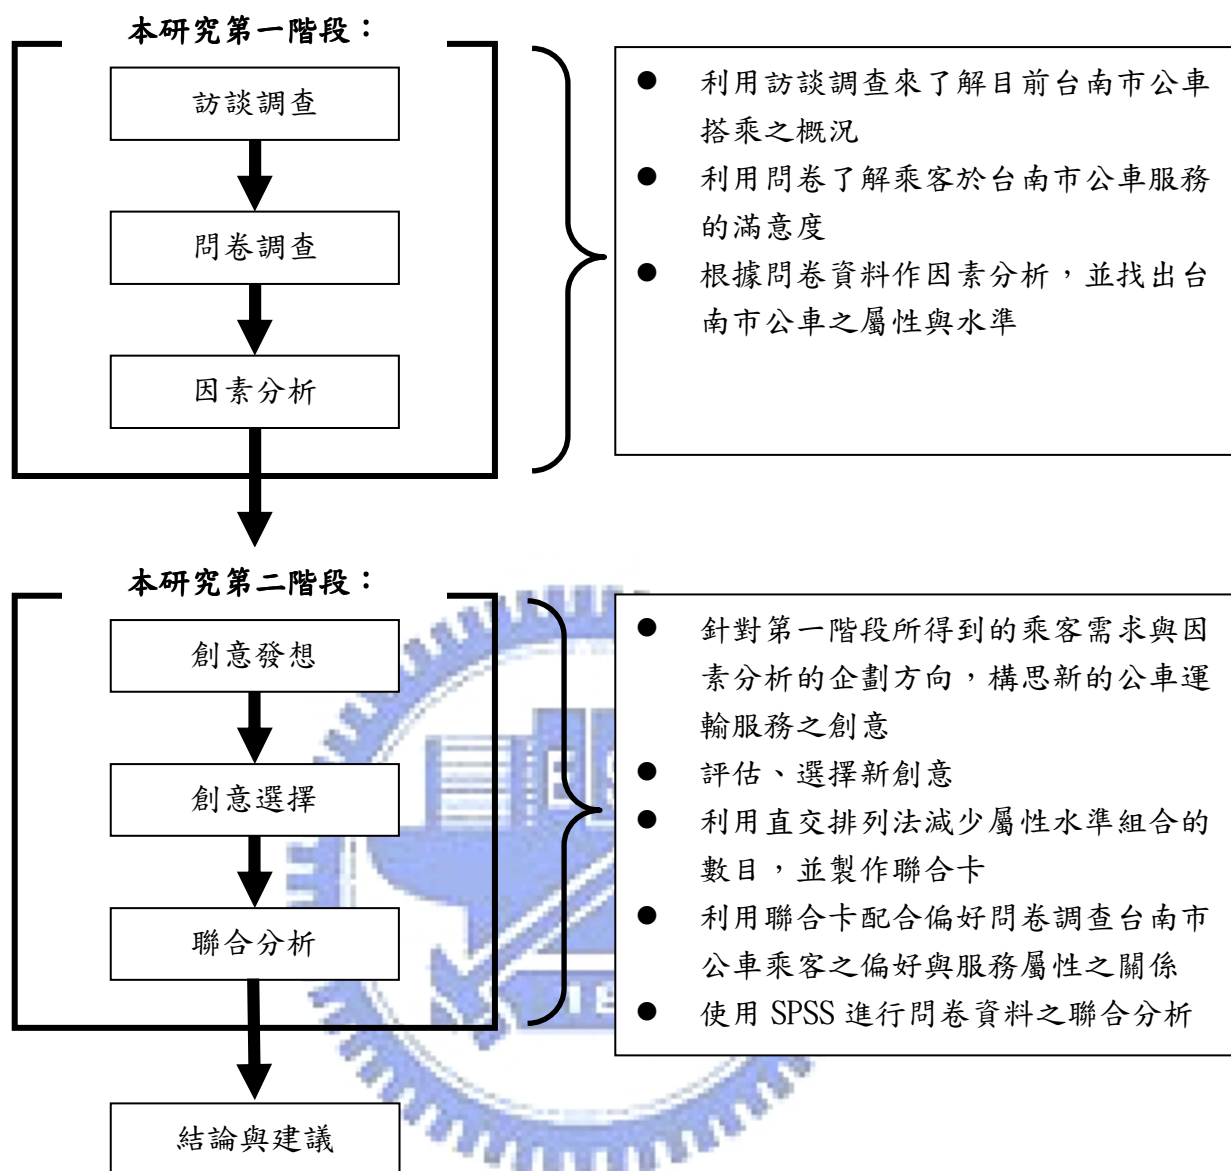 本研究第一階段：
訪談調查
問卷調查
因素分析
● 利用訪談調查來了解目前台南市公車
搭乘之概況
● 利用問卷了解乘客於台南市公車服務
的滿意度
● 根據問卷資料作因素分析，並找出台
南市公車之屬性與水準
本研究第二階段：
創意發想
創意選擇
聯合分析
● 針對第一階段所得到的乘客需求與因
素分析的企劃方向，構思新的公車運
輸服務之創意
● 評估、選擇新創意
● 利用直交排列法減少屬性水準組合的
數目，並製作聯合卡
● 利用聯合卡配合偏好問卷調查台南市
公車乘客之偏好與服務屬性之關係
● 使用 SPSS 進行問卷資料之聯合分析
結論與建議